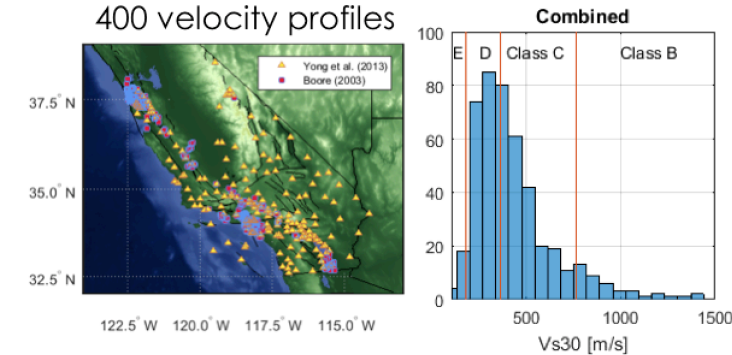 400 velocity profiles
Yong et al. (2013)
Boore (2003)
37.5° N
35.0° N
32.5° N
122.5° W 120.0° W 117.5° W 115.0° W
Combined
E D Class C Class B
100
80
60
40
20
0
500 1000 1500
Vs30 [m/s]